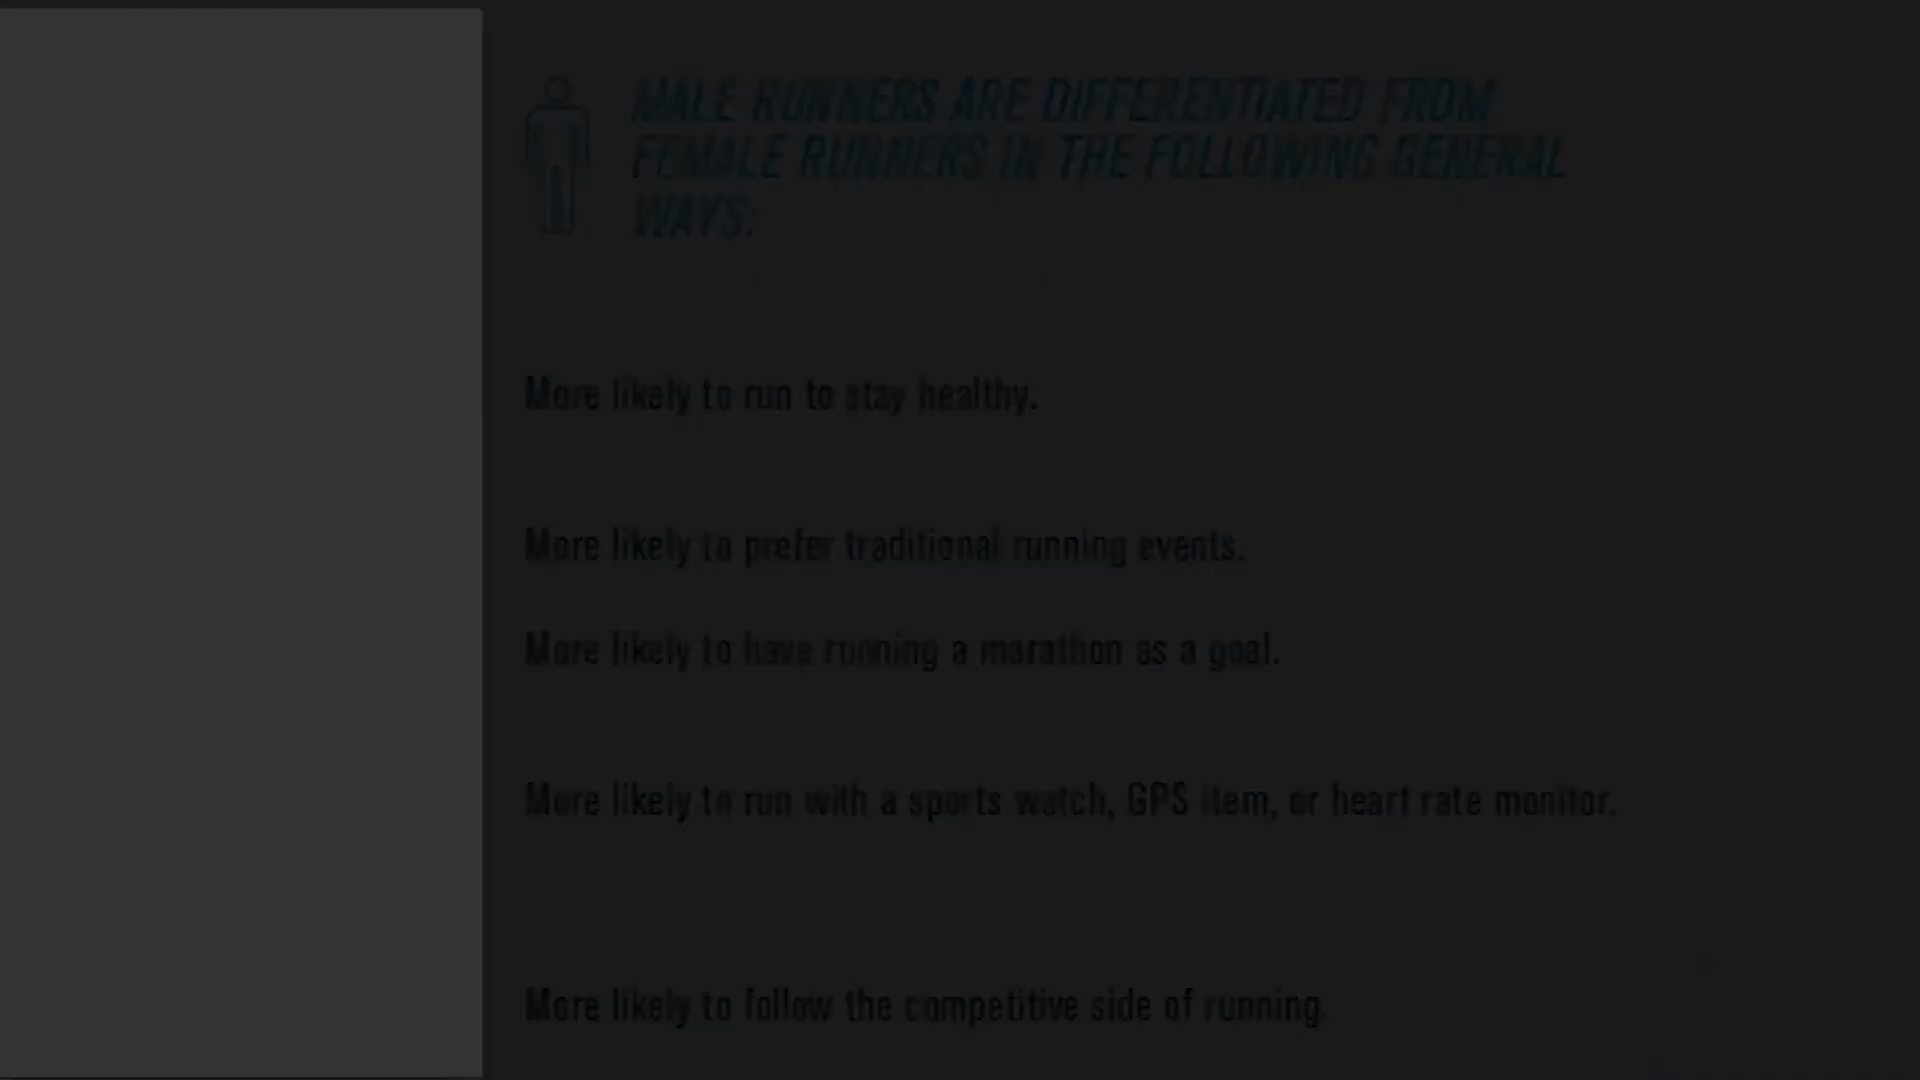 MALE RUNNERS ARE DIFFERENTIATED FROM
FEMALE RUNNERS IN THE FOLLOWING GENERAL
WAYS:
More likely to run to stay healthy.
More likely to prefer traditional running events.
More likely to have running a marathon as a goal.
More likely to run with a sports watch, GPS item, or heart rate monitor.
More likely to follow the competitive side of running.